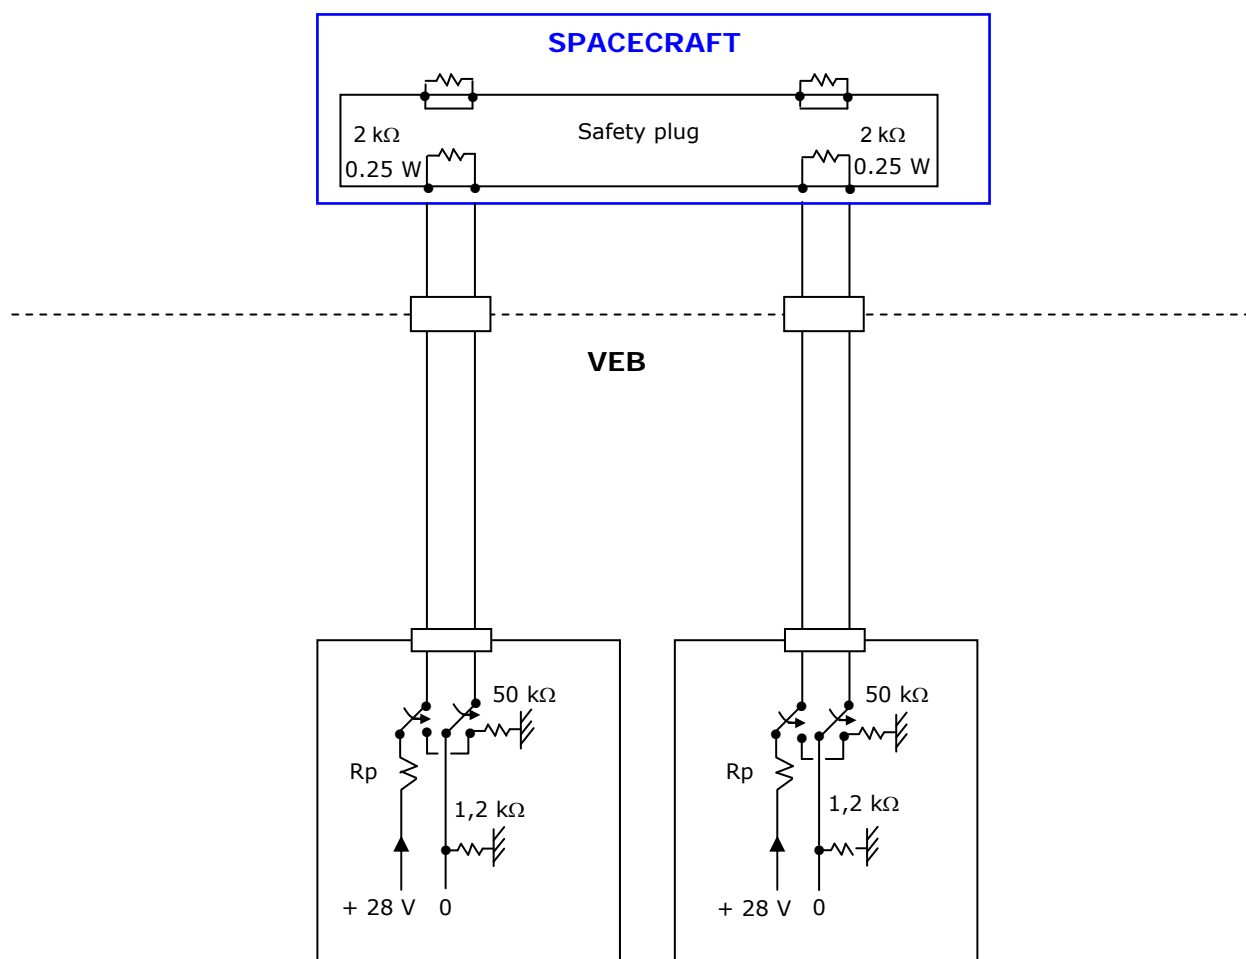 SPACECRAFT
Safety plug
2 kΩ
0.25 W
2 kΩ
0.25 W
VEB
50 kΩ
50 kΩ
Rp
Rp
1,2 kΩ
1,2 kΩ
+ 28 V 0
+ 28 V 0